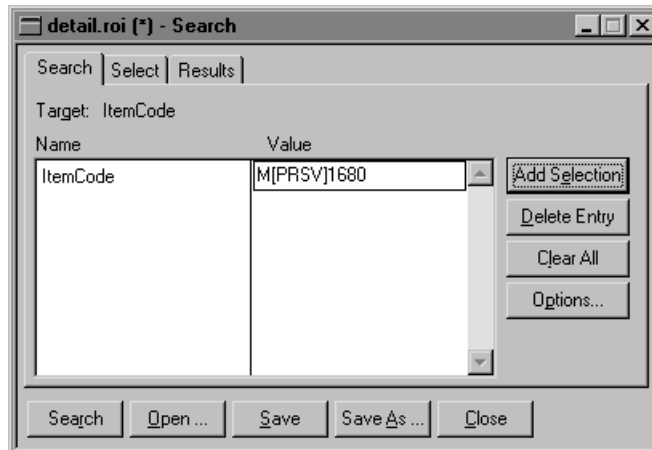 detail.roi (*) - Search
Search Select Results
Target: ItemCode
Name Value
ItemCode M[PRSV]1680
Add Selection
Delete Entry
Clear All
Options...
Search Open ... Save Save As ... Close